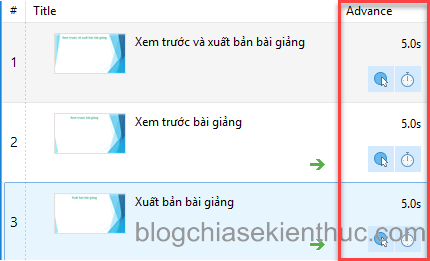 # Title Advance
1 Xem trước và xuất bản bài giảng 5.0s
2 Xem trước bài giảng 5.0s
3 Xuất bản bài giảng 5.0s
blogchiasekienthuc.com